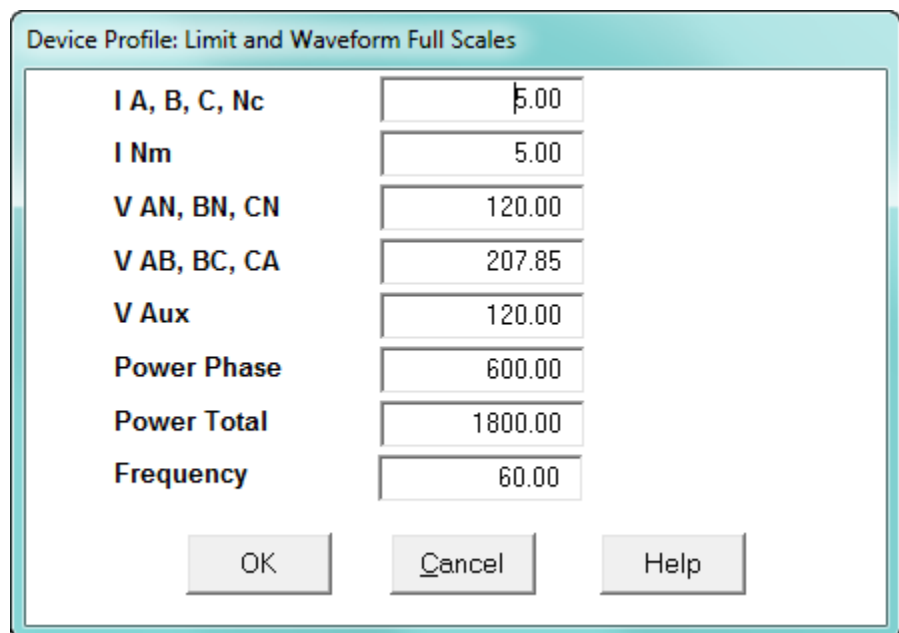 Device Profile: Limit and Waveform Full Scales
I A, B, C, Nc 5.00
I Nm 5.00
V AN, BN, CN 120.00
V AB, BC, CA 207.85
V Aux 120.00
Power Phase 600.00
Power Total 1800.00
Frequency 60.00
OK Cancel Help